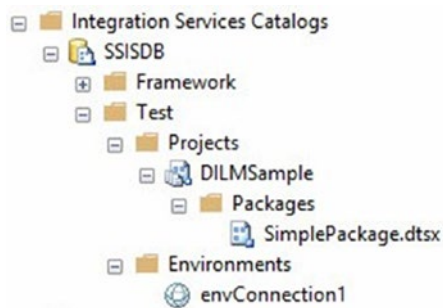 Integration Services Catalogs
SSISDB
Framework
Test
Projects
DILMSample
Packages
SimplePackage.dtsx
Environments
envConnection1